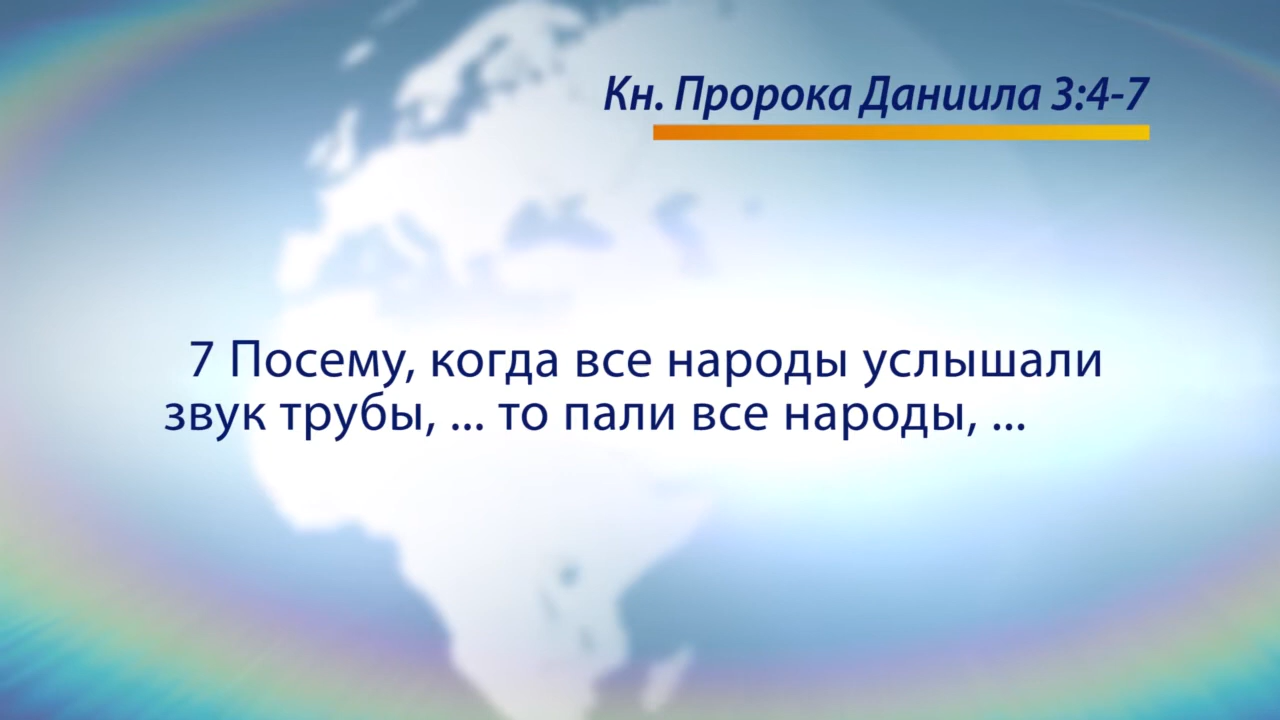 Кн. Пророка Даниила 3:4-7
7 Посему, когда все народы услышали
звук трубы, ... то пали все народы, ...